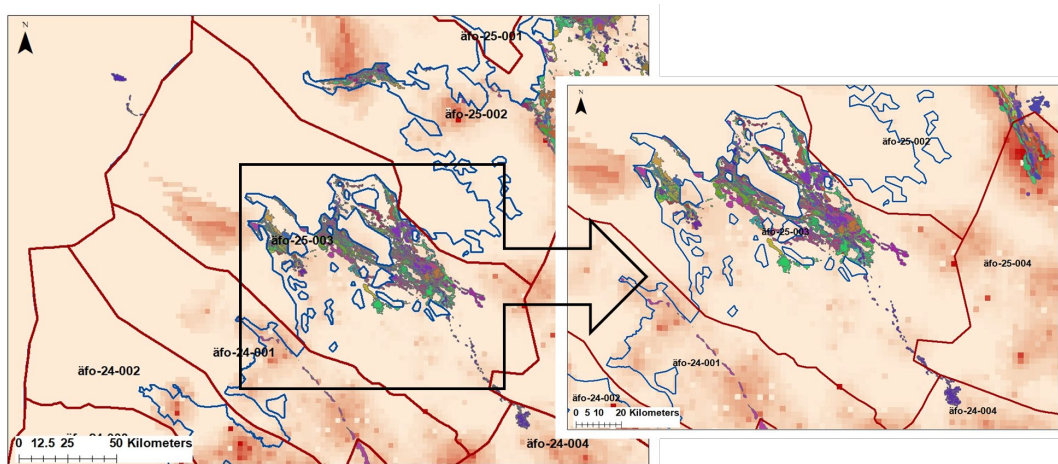 N
äfo-25-001
äfo-25-002
äfo-25-003
äfo-24-001
äfo-24-002
äfo-24-004
0 12.5 25 50 Kilometers
N
äfo-25-002
äfo-25-003
äfo-25-004
äfo-24-001
äfo-24-002
äfo-24-004
0 5 10 20 Kilometers